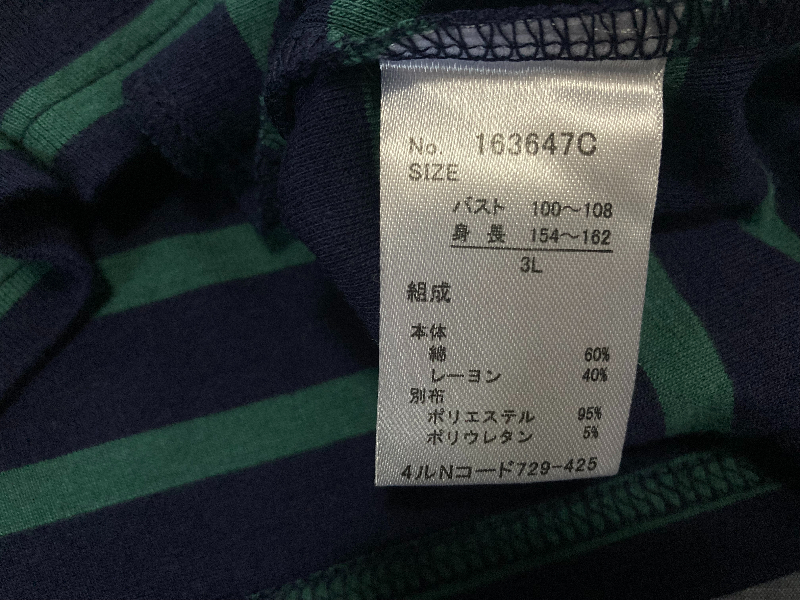 No. 163647C
SIZE
バスト 100～108
身長 154～162
3L
組成
本体
綿 60%
レーヨン 40%
別布
ポリエステル 95%
ポリウレタン 5%
4ルNコード729-425